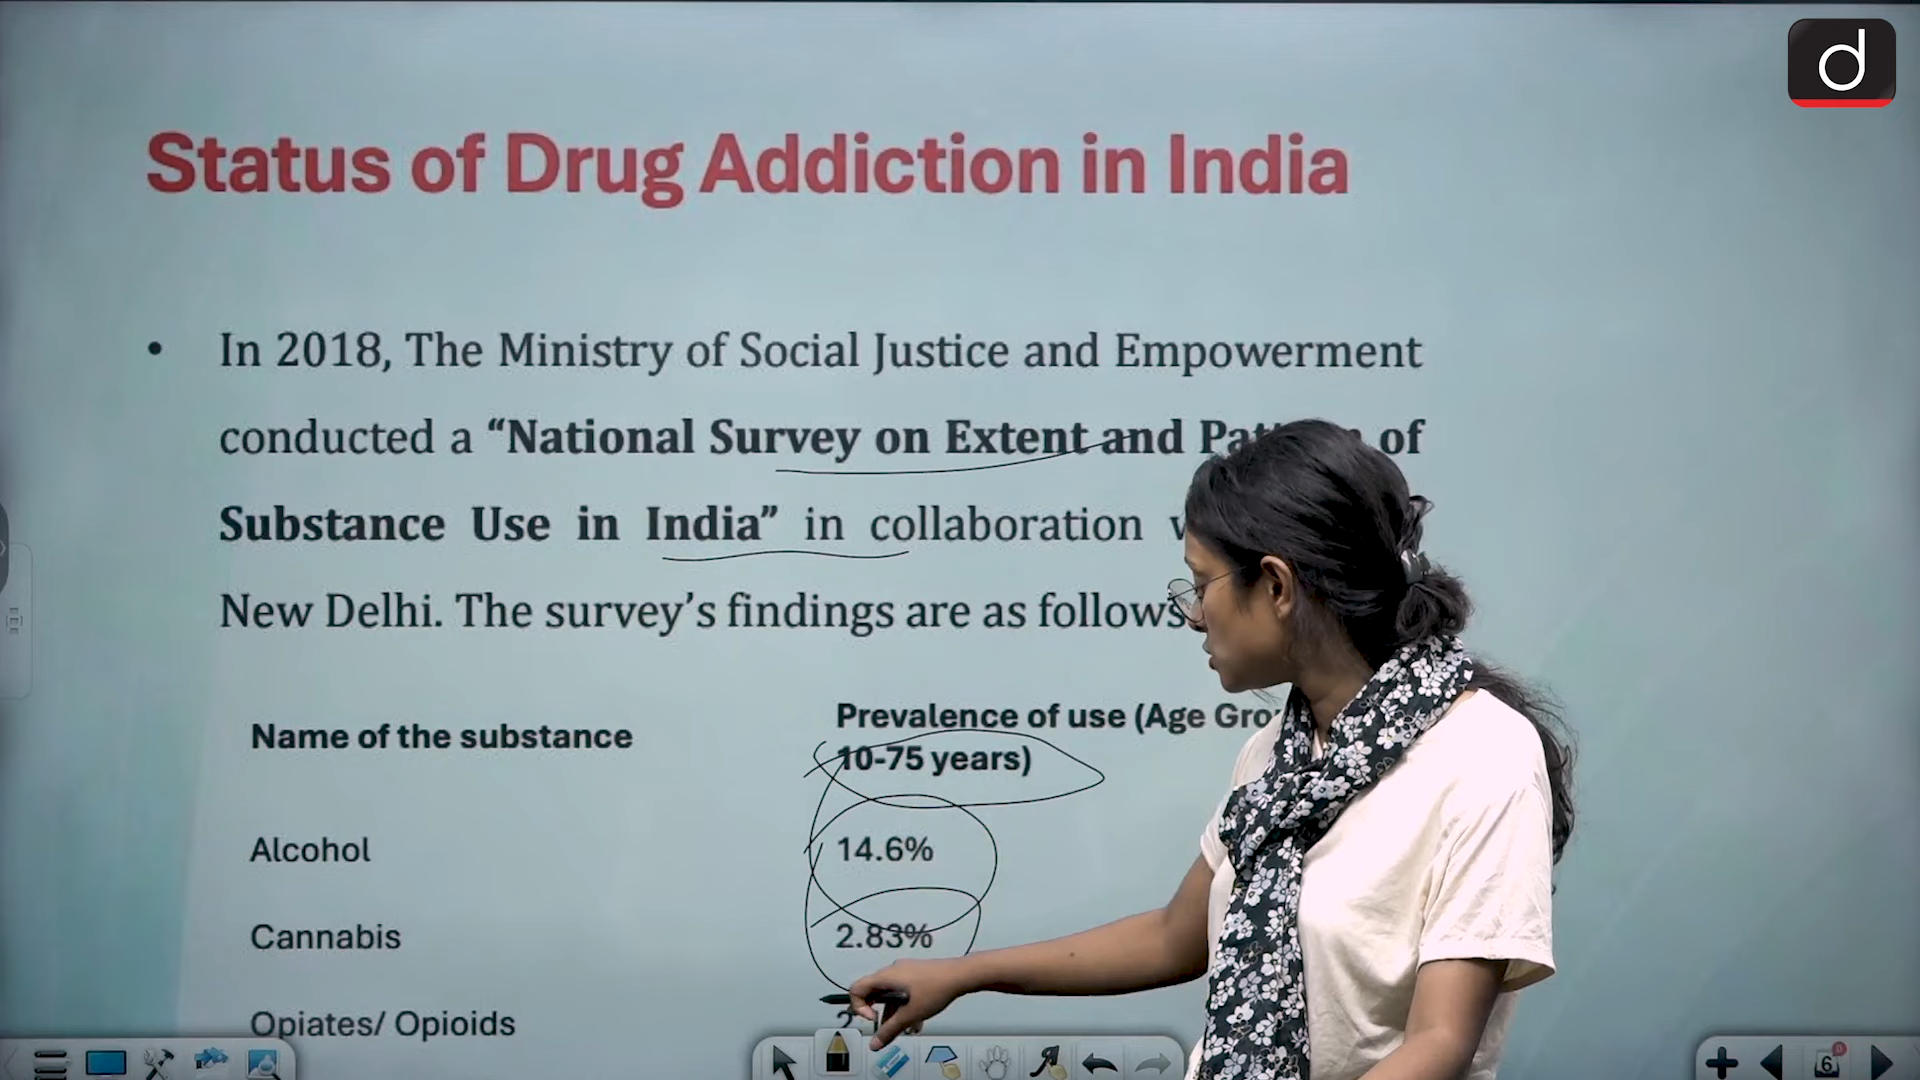 d
Status of Drug Addiction in India
• In 2018, The Ministry of Social Justice and Empowerment
conducted a “National Survey on Extent and of
Substance Use in India” in collaboration
New Delhi. The survey’s findings are as follows
Name of the substance
Prevalence of use (Age
10-75 years)
Alcohol 14.6%
Cannabis 2.83%
Opiates/ Opioids
6